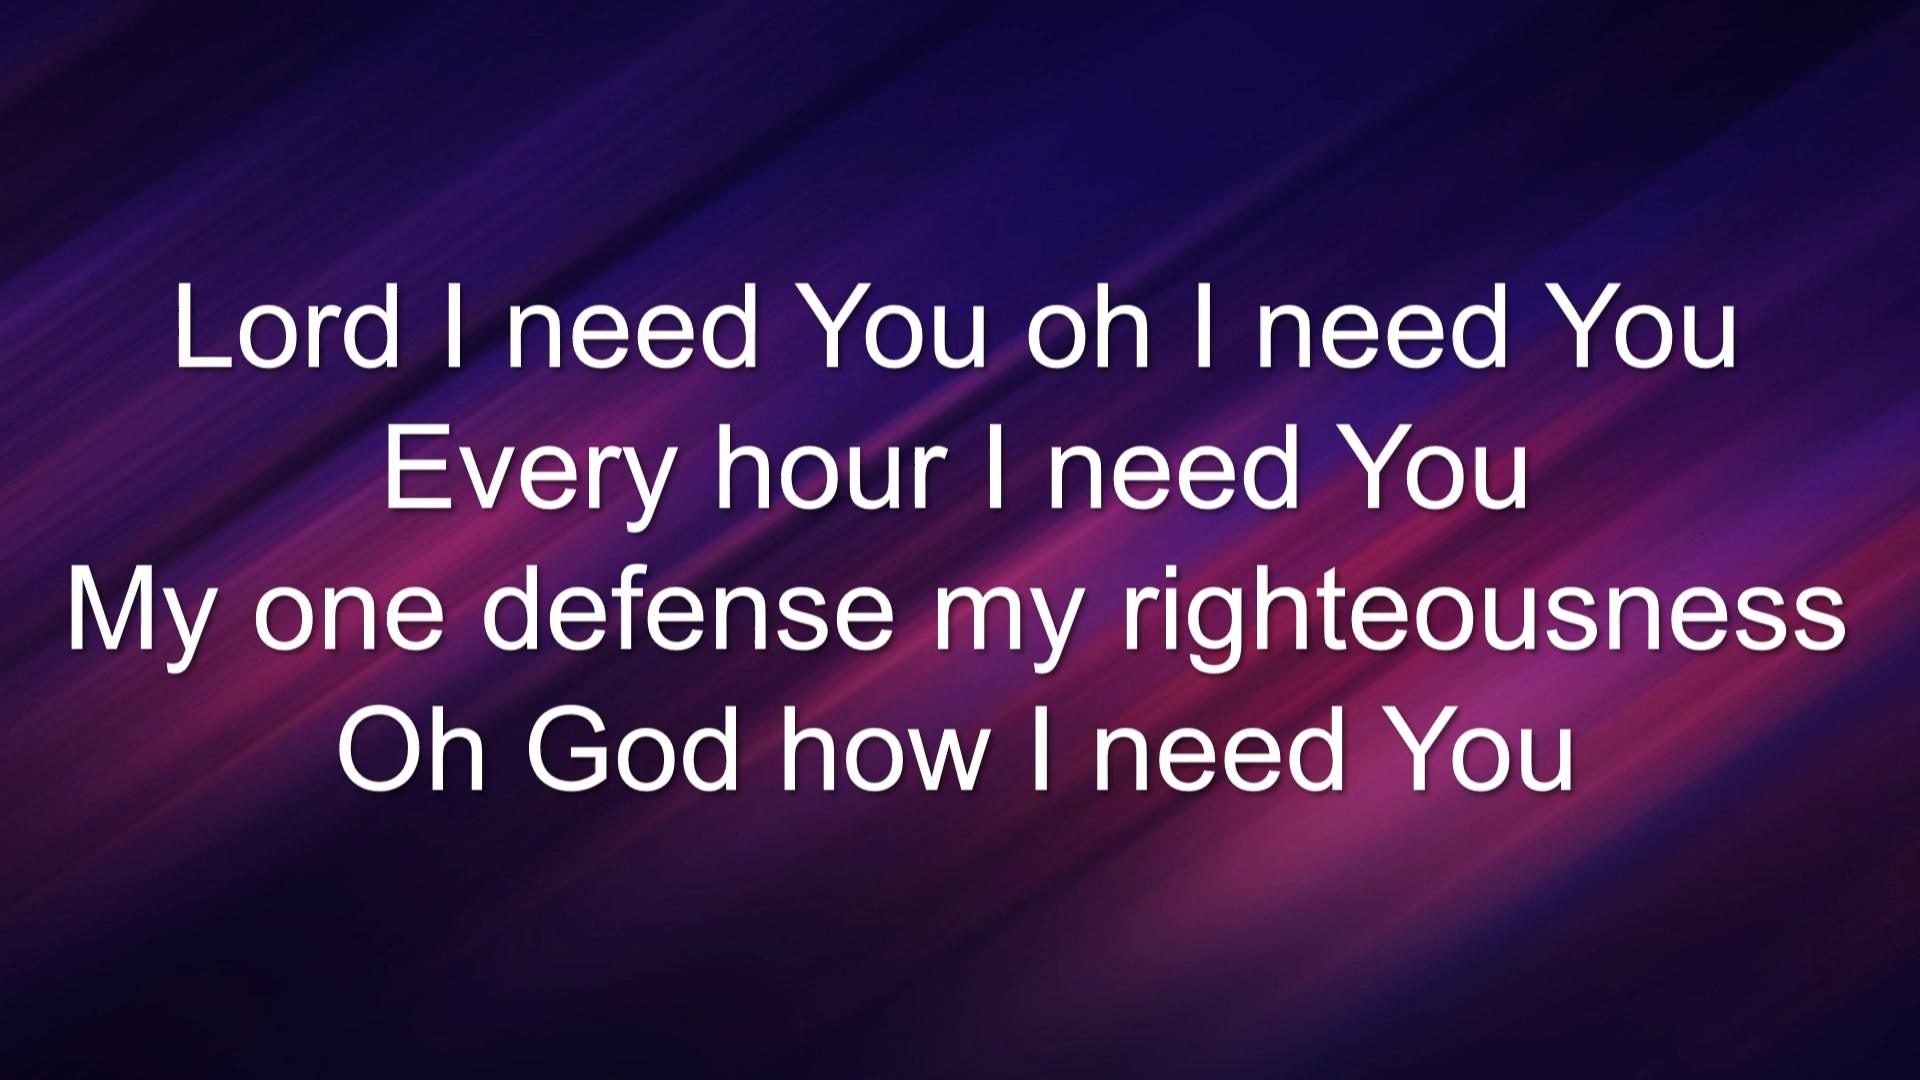 Lord I need You oh I need You
Every hour I need You
My one defense my righteousness
Oh God how I need You